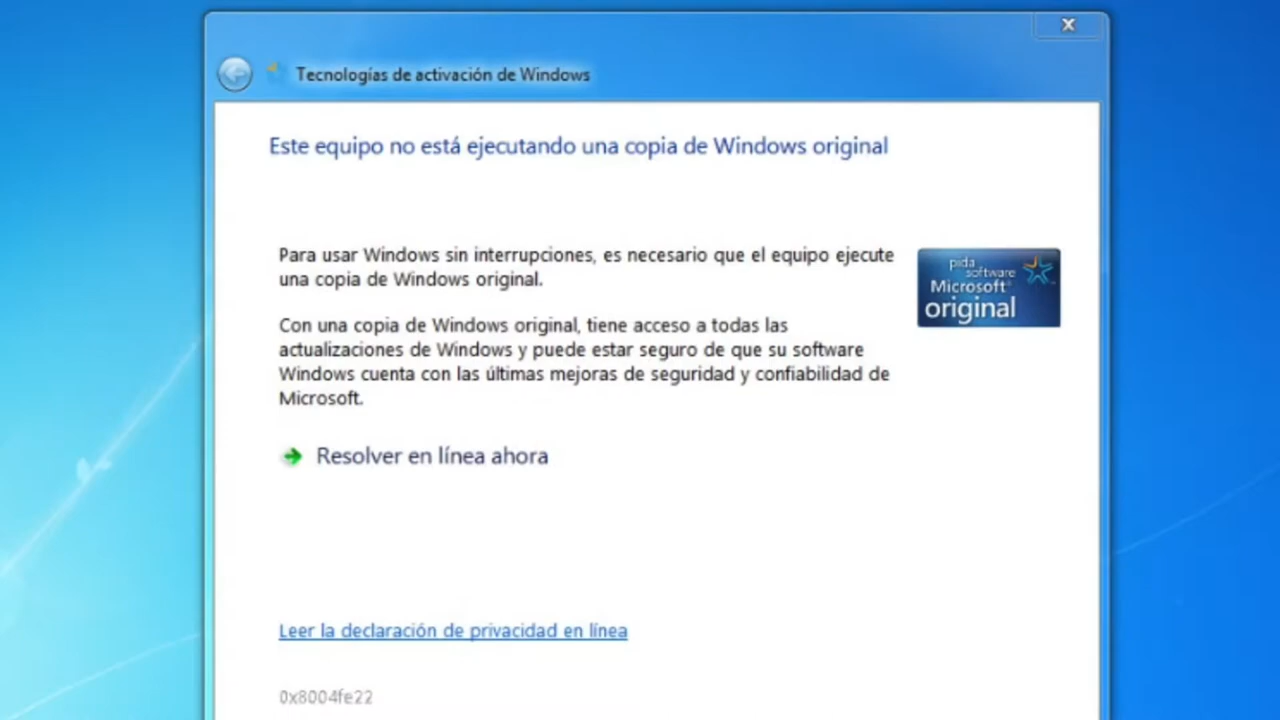 Tecnologías de activación de Windows
Este equipo no está ejecutando una copia de Windows original
Para usar Windows sin interrupciones, es necesario que el equipo ejecute
una copia de Windows original.
pida
software
Microsoft®
original
Con una copia de Windows original, tiene acceso a todas las
actualizaciones de Windows y puede estar seguro de que su software
Windows cuenta con las últimas mejoras de seguridad y confiabilidad de
Microsoft.
Resolver en línea ahora
Leer la declaración de privacidad en línea
0x8004fe22